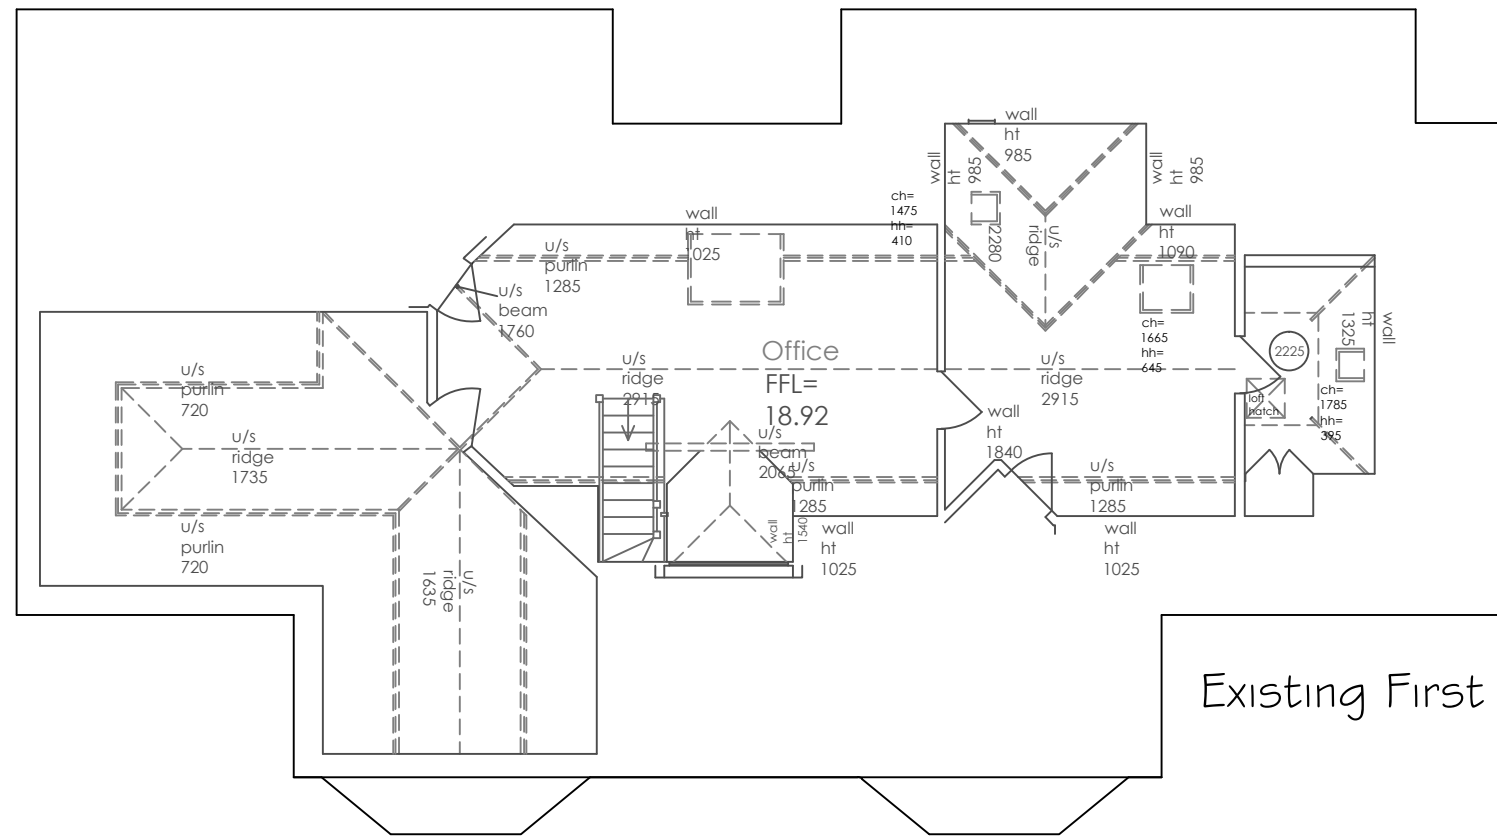 wall
ht
985
wall
ht
985
wall
ht
985
ch=
1475
hh=
410
wall
ht
1025
wall
ht
1090
u/s
purlin
1285
2280
u/s
ridge
u/s
beam
1760
ch=
1665
hh=
645
wall
ht
1325
2225
Office
FFL=
18.92
u/s
ridge
2915
u/s
ridge
2915
u/s
purlin
720
loft
hatch
ch=
1785
hh=
395
u/s
ridge
1735
u/s
beam
2065
wall
ht
1840
u/s
purlin
1285
u/s
purlin
1285
u/s
purlin
720
wall
ht
1540
wall
ht
1025
wall
ht
1025
u/s
ridge
1635
Existing First